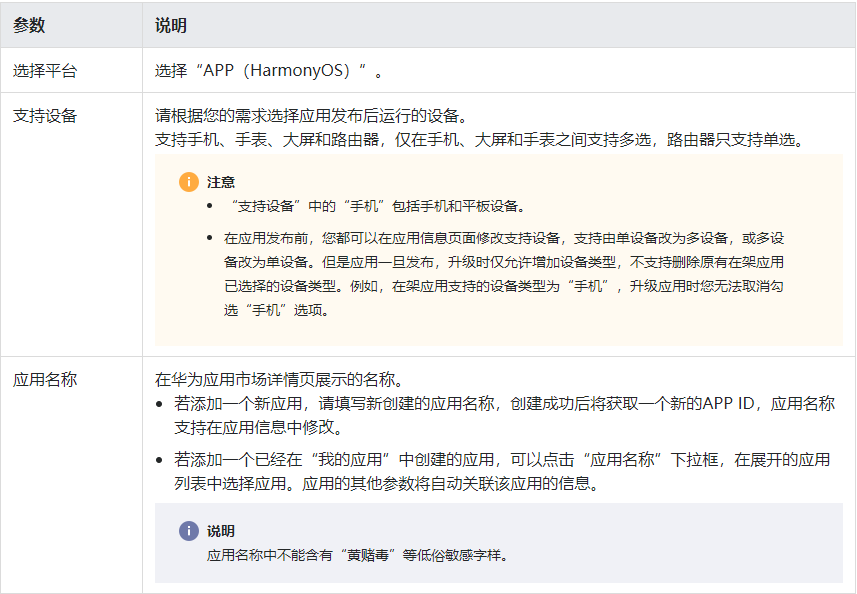 参数 说明
选择平台 选择“APP（HarmonyOS）”。
支持设备 请根据您的需求选择应用发布后运行的设备。
支持手机、手表、大屏和路由器，仅在手机、大屏和手表之间支持多选，路由器只支持单选。
注意
• “支持设备”中的“手机”包括手机和平板设备。
• 在应用发布前，您都可以在应用信息页面修改支持设备，支持由单设备改为多设备，或多设
备改为单设备。但是应用一旦发布，升级时仅允许增加设备类型，不支持删除原有在架应用
已选择的设备类型。例如，在架应用支持的设备类型为“手机”，升级应用时您无法取消勾
选“手机”选项。
应用名称 在华为应用市场详情页展示的名称。
• 若添加一个新应用，请填写新创建的应用名称，创建成功后将获取一个新的APP ID，应用名称
支持在应用信息中修改。
• 若添加一个已经在“我的应用”中创建的应用，可以点击“应用名称”下拉框，在展开的应用
列表中选择应用。应用的其他参数将自动关联该应用的信息。
说明
应用名称中不能含有“黄赌毒”等低俗敏感字样。